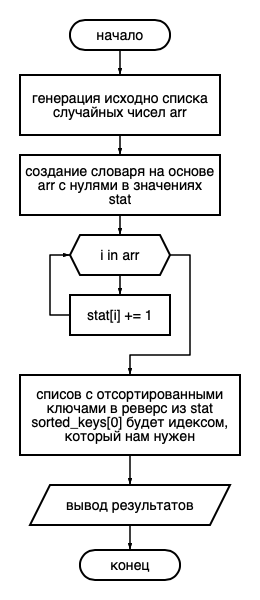 начало
генерация исходно списка
случайных чисел arr
создание словаря на основе
arr с нулями в значениях
stat
i in arr
stat[i] += 1
списов с отсортированными
ключами в реверс из stat
sorted_keys[0] будет идексом,
который нам нужен
вывод результатов
конец